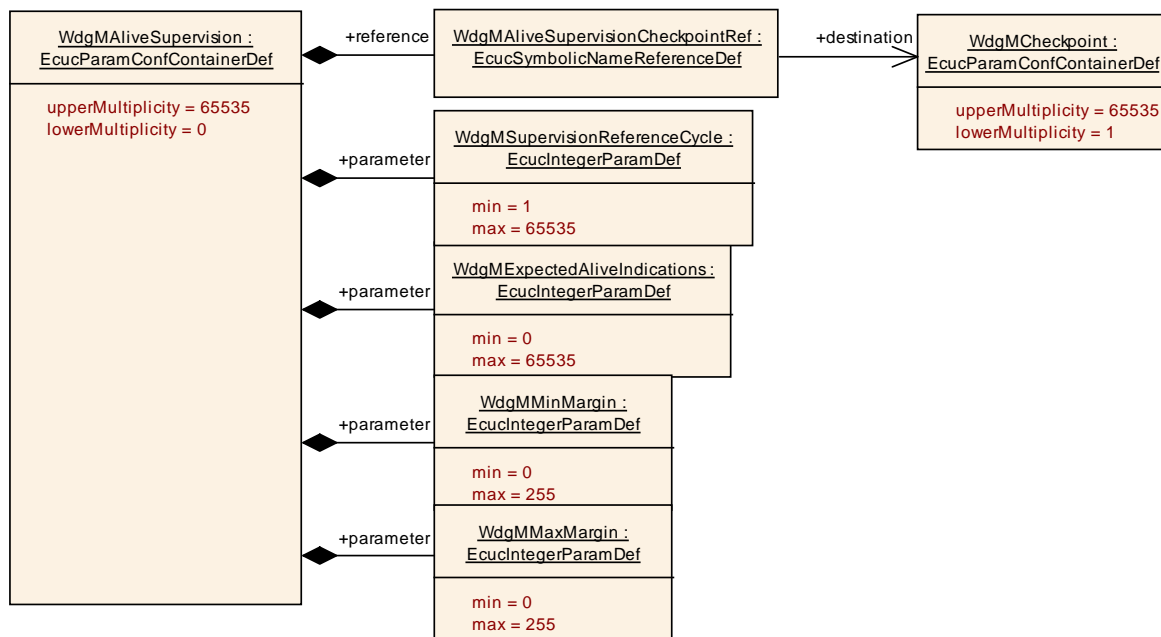 WdgMAliveSupervision :
EcucParamConfContainerDef
upperMultiplicity = 65535
lowerMultiplicity = 0
+reference
WdgMAliveSupervisionCheckpointRef :
EcucSymbolicNameReferenceDef
+destination
WdgMCheckpoint :
EcucParamConfContainerDef
upperMultiplicity = 65535
lowerMultiplicity = 1
+parameter
WdgMSupervisionReferenceCycle :
EcucIntegerParamDef
min = 1
max = 65535
+parameter
WdgMExpectedAliveIndications :
EcucIntegerParamDef
min = 0
max = 65535
+parameter
WdgMMinMargin :
EcucIntegerParamDef
min = 0
max = 255
+parameter
WdgMMaxMargin :
EcucIntegerParamDef
min = 0
max = 255